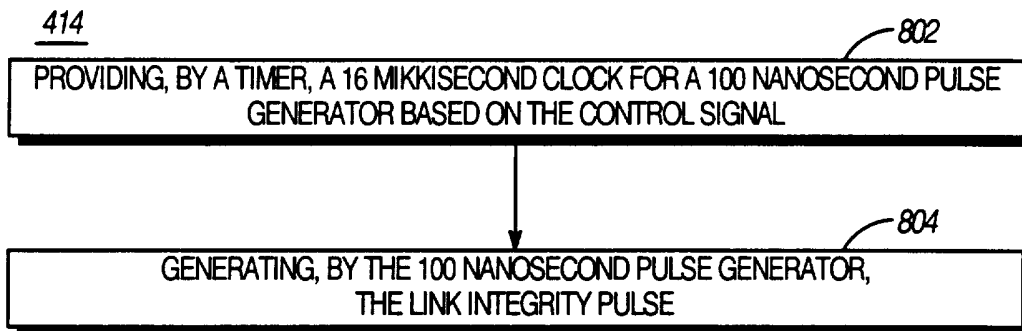 414
802
PROVIDING, BY A TIMER, A 16 MIKKISECOND CLOCK FOR A 100 NANOSECOND PULSE
GENERATOR BASED ON THE CONTROL SIGNAL
804
GENERATING, BY THE 100 NANOSECOND PULSE GENERATOR,
THE LINK INTEGRITY PULSE